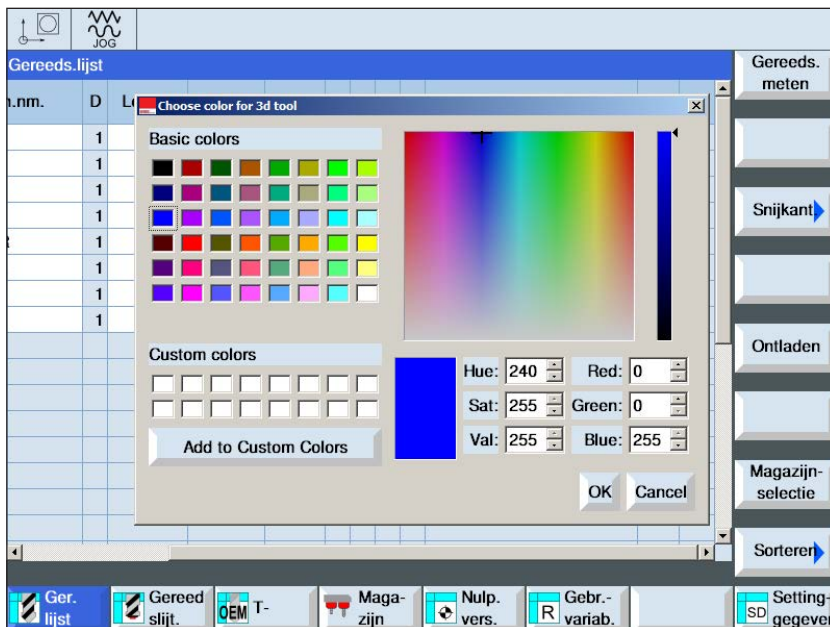 JOG
Gereeds.lijst
Gereeds.
meten
n.nm. D L
Choose color for 3d tool
Basic colors
1
1
1
1
1
1
1
1
Snijkant
Ontladen
Custom colors
Hue: 240 Red: 0
Sat: 255 Green: 0
Add to Custom Colors
Val: 255 Blue: 255
OK Cancel
Magazijn-
selectie
Sorteren
Ger.
lijst
Gereed
slijt.
OEM T-
Maga-
zijn
Nulp.
vers.
R Gebr.-
variab.
SD Setting-
gegeven